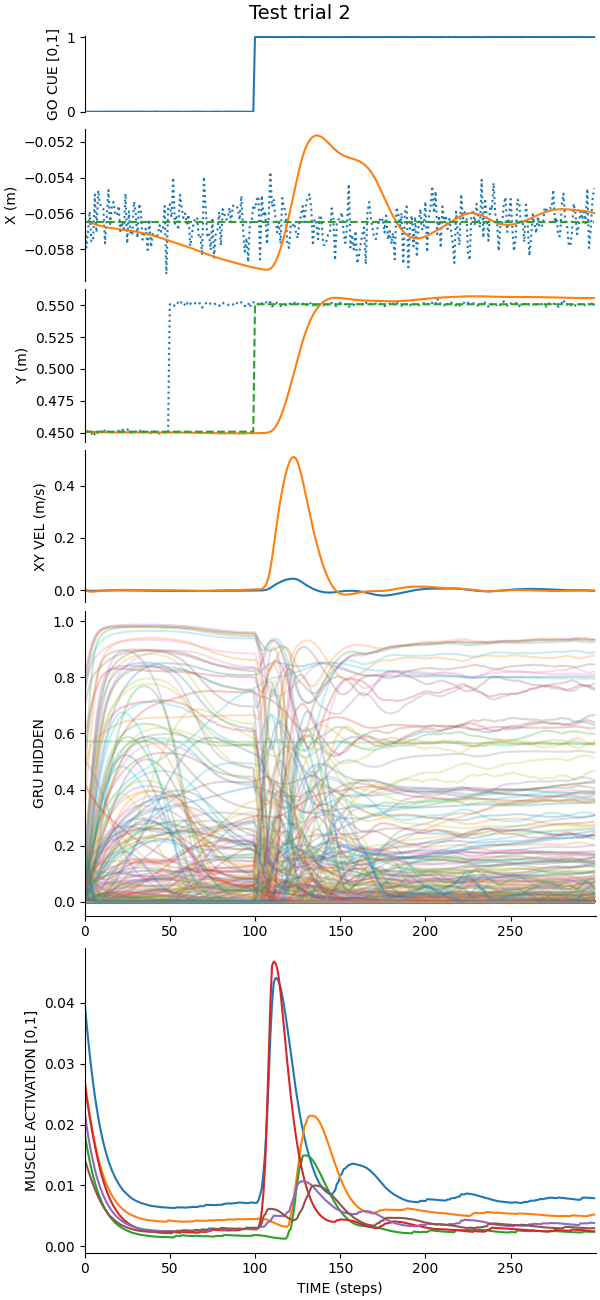 Test trial 2
GO CUE [0,1]
1
0
X (m)
−0.052
−0.054
−0.056
−0.058
Y (m)
0.550
0.525
0.500
0.475
0.450
XY VEL (m/s)
0.4
0.2
0.0
GRU HIDDEN
1.0
0.8
0.6
0.4
0.2
0.0
0 50 100 150 200 250
MUSCLE ACTIVATION [0,1]
0.04
0.03
0.02
0.01
0.00
0 50 100 150 200 250
TIME (steps)